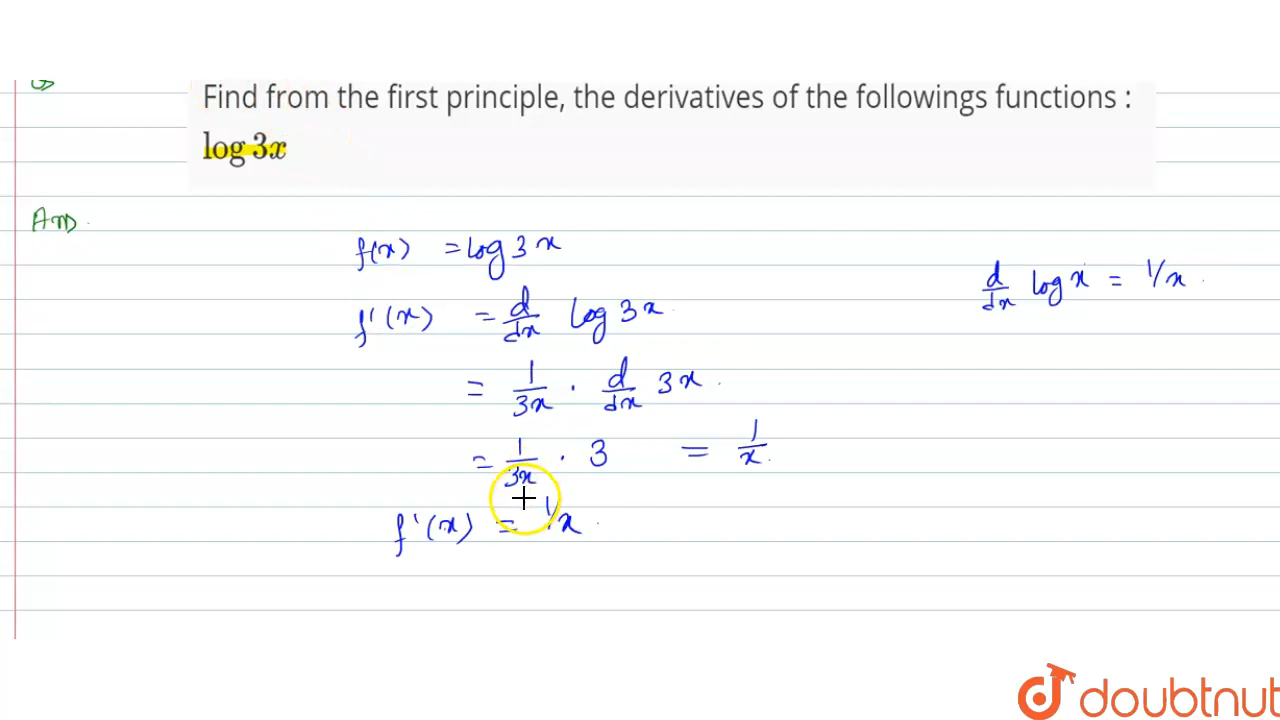 Find from the first principle, the derivatives of the followings functions :
log 3x
Ans.
f(x) = log 3x
d/dx log x = 1/x
f'(x) = d/dx log 3x
= 1/3x · d/dx 3x
= 1/3x · 3 = 1/x
f'(x) = 1/x
doubtnut